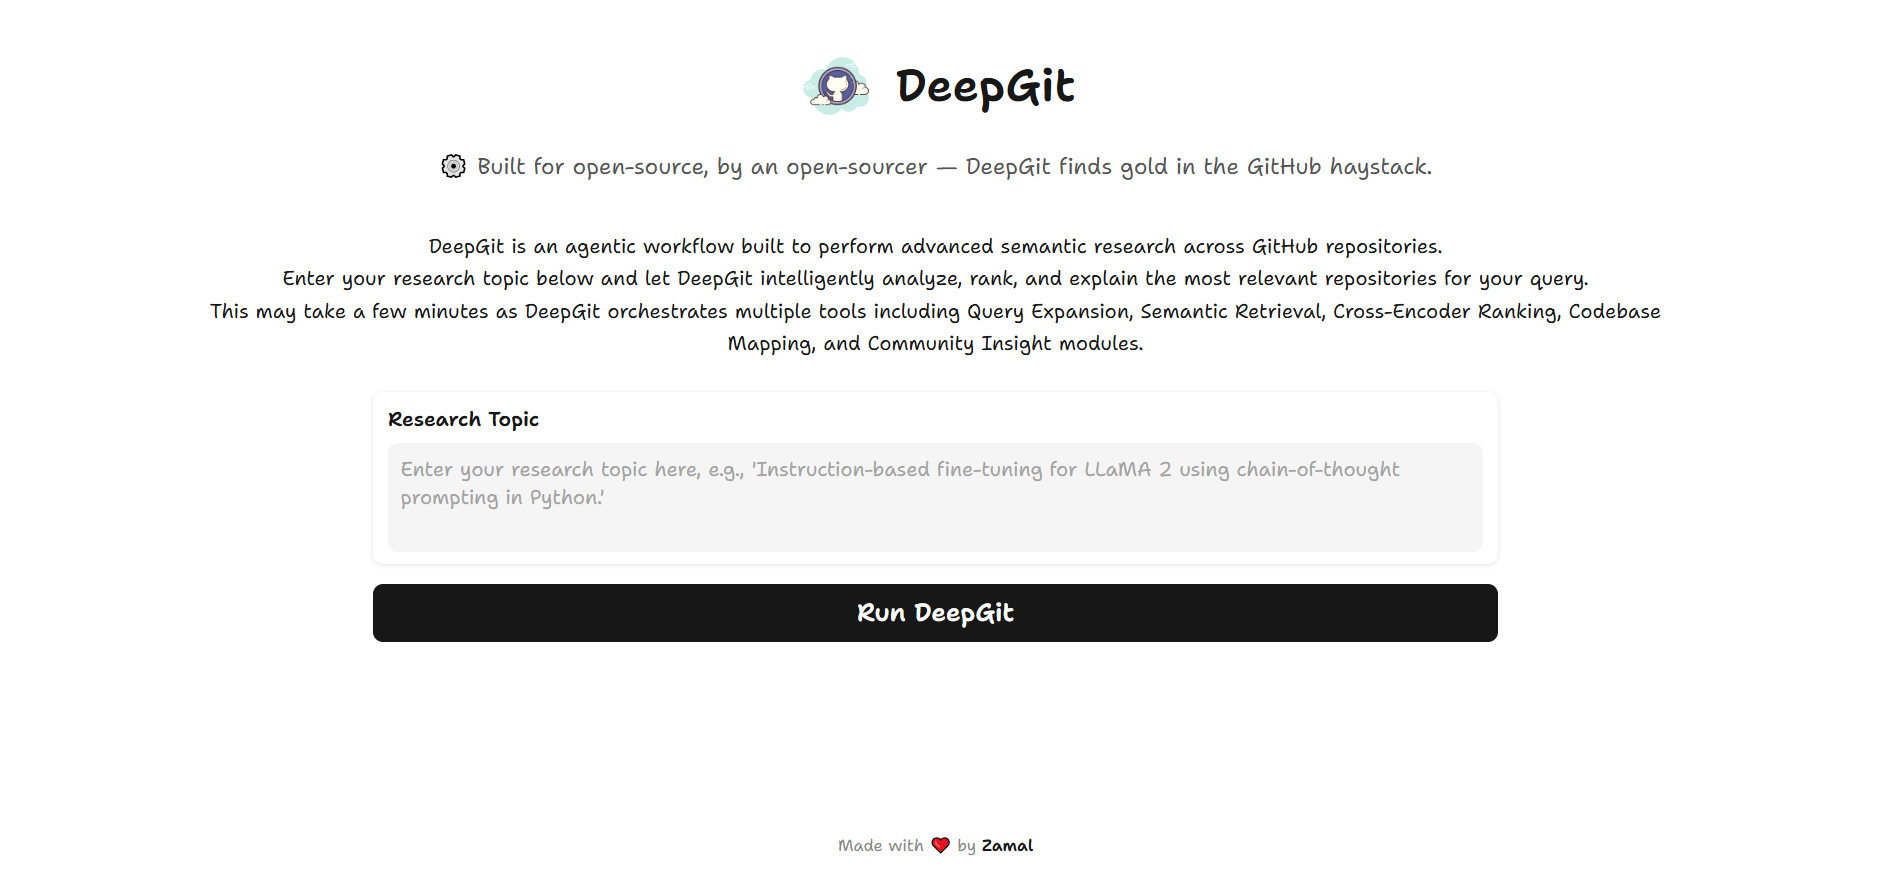 DeepGit
Built for open-source, by an open-sourcer — DeepGit finds gold in the GitHub haystack.
DeepGit is an agentic workflow built to perform advanced semantic research across GitHub repositories.
Enter your research topic below and let DeepGit intelligently analyze, rank, and explain the most relevant repositories for your query.
This may take a few minutes as DeepGit orchestrates multiple tools including Query Expansion, Semantic Retrieval, Cross-Encoder Ranking, Codebase
Mapping, and Community Insight modules.
Research Topic
Enter your research topic here, e.g., 'Instruction-based fine-tuning for LLaMA 2 using chain-of-thought
prompting in Python.'
Run DeepGit
Made with ❤️ by Zamal